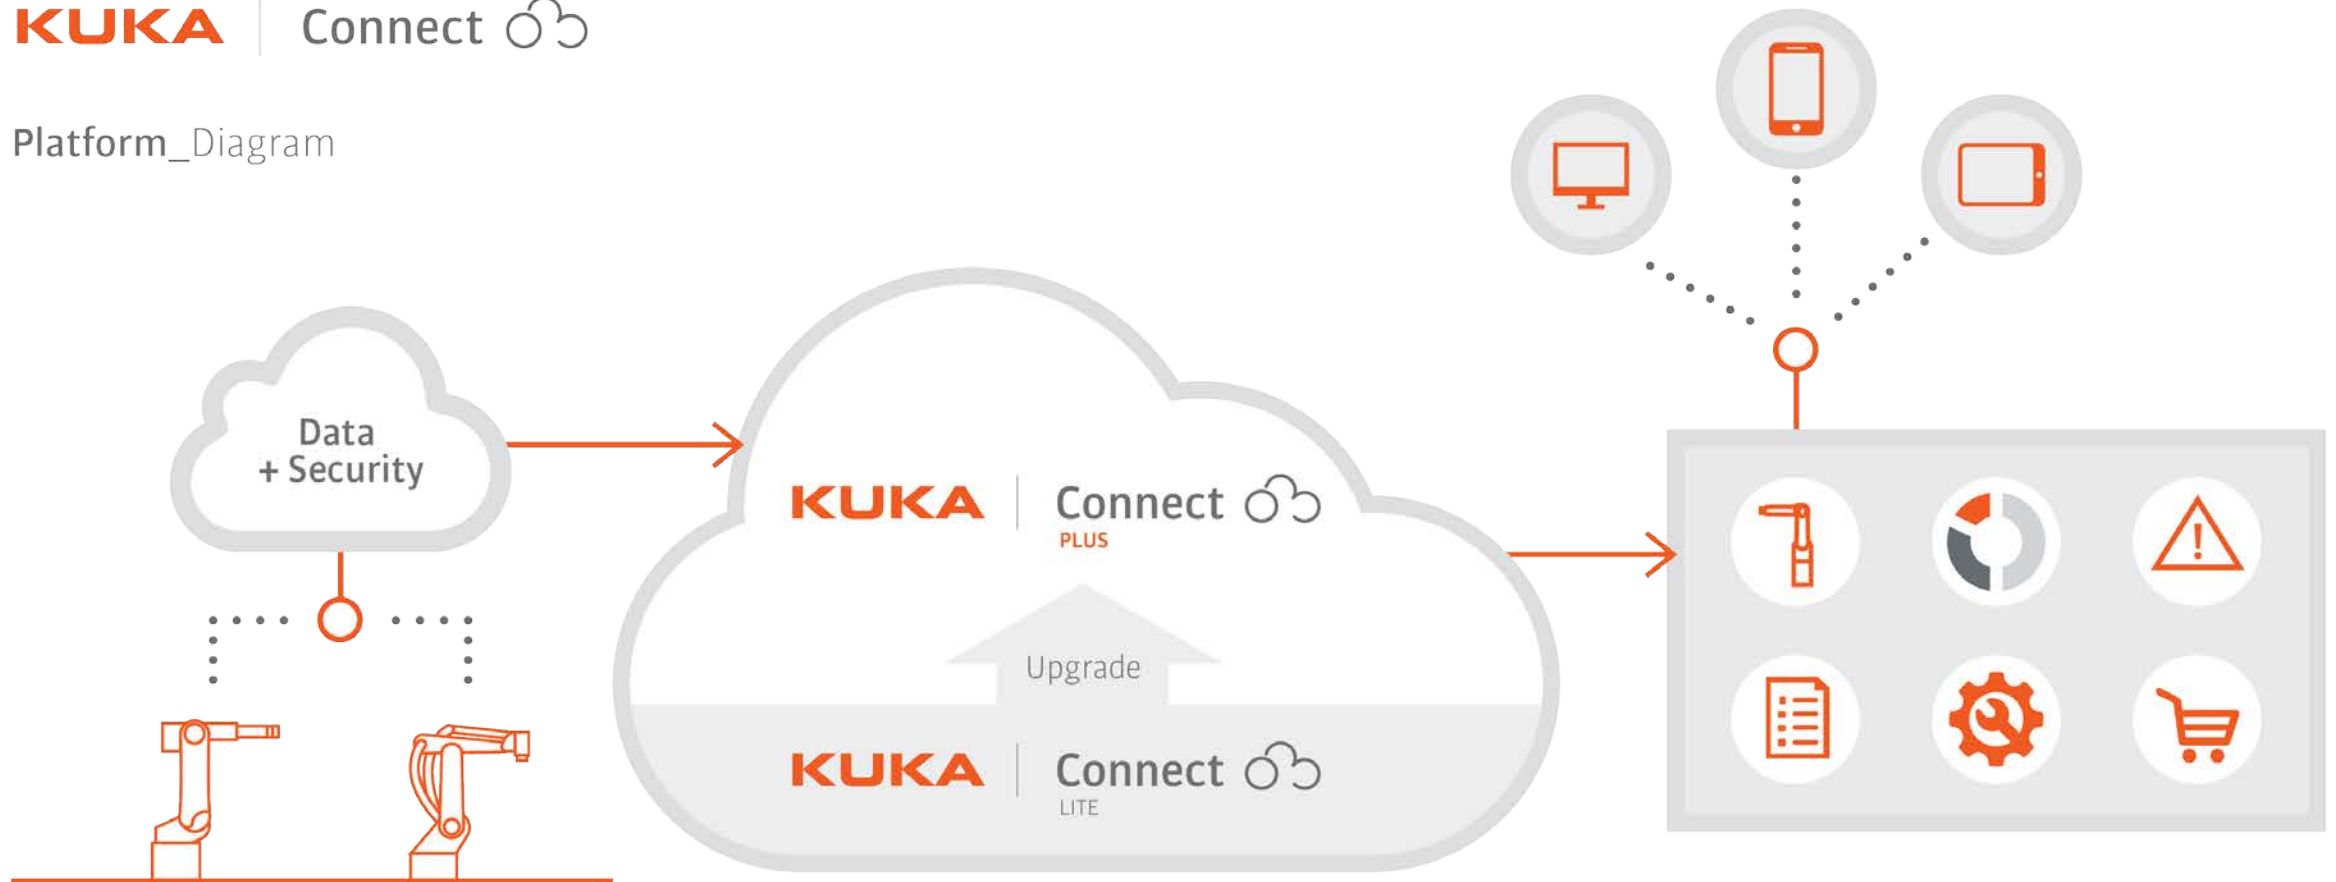 KUKA | Connect
Platform_Diagram
Data
+ Security
KUKA | Connect
PLUS
Upgrade
KUKA | Connect
LITE